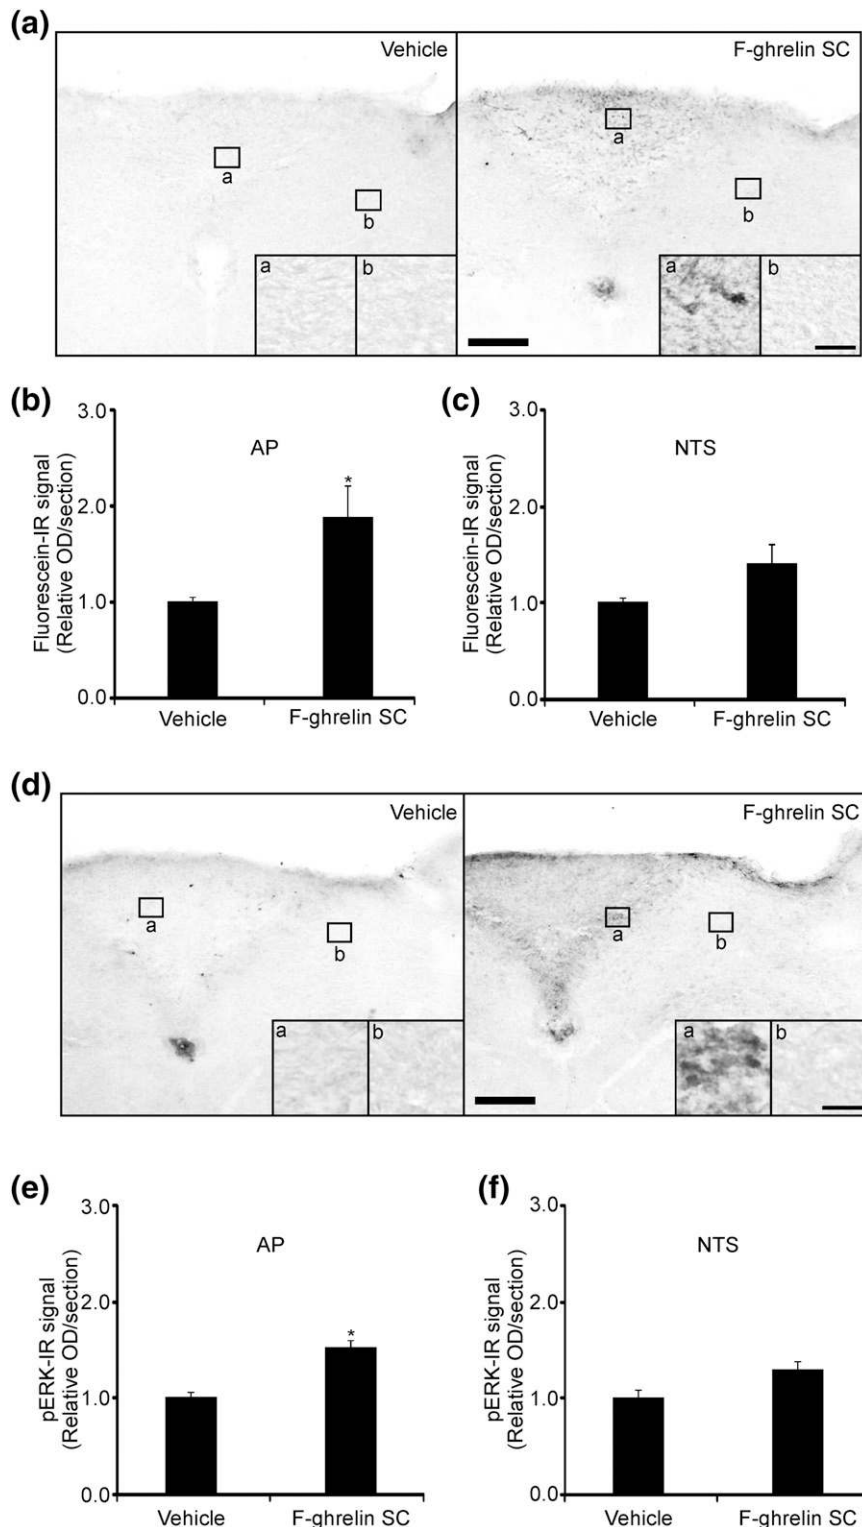 (a)
Vehicle
F-ghrelin SC
a
b
a
b
a
b
a
b
(b)
3.0
2.0
1.0
0.0
Fluorescein-IR signal
(Relative OD/section)
AP
*
Vehicle
F-ghrelin SC
(c)
3.0
2.0
1.0
0.0
Fluorescein-IR signal
(Relative OD/section)
NTS
Vehicle
F-ghrelin SC
(d)
Vehicle
F-ghrelin SC
a
b
a
b
a
b
a
b
(e)
3.0
2.0
1.0
0.0
pERK-IR signal
(Relative OD/section)
AP
*
Vehicle
F-ghrelin SC
(f)
3.0
2.0
1.0
0.0
pERK-IR signal
(Relative OD/section)
NTS
Vehicle
F-ghrelin SC